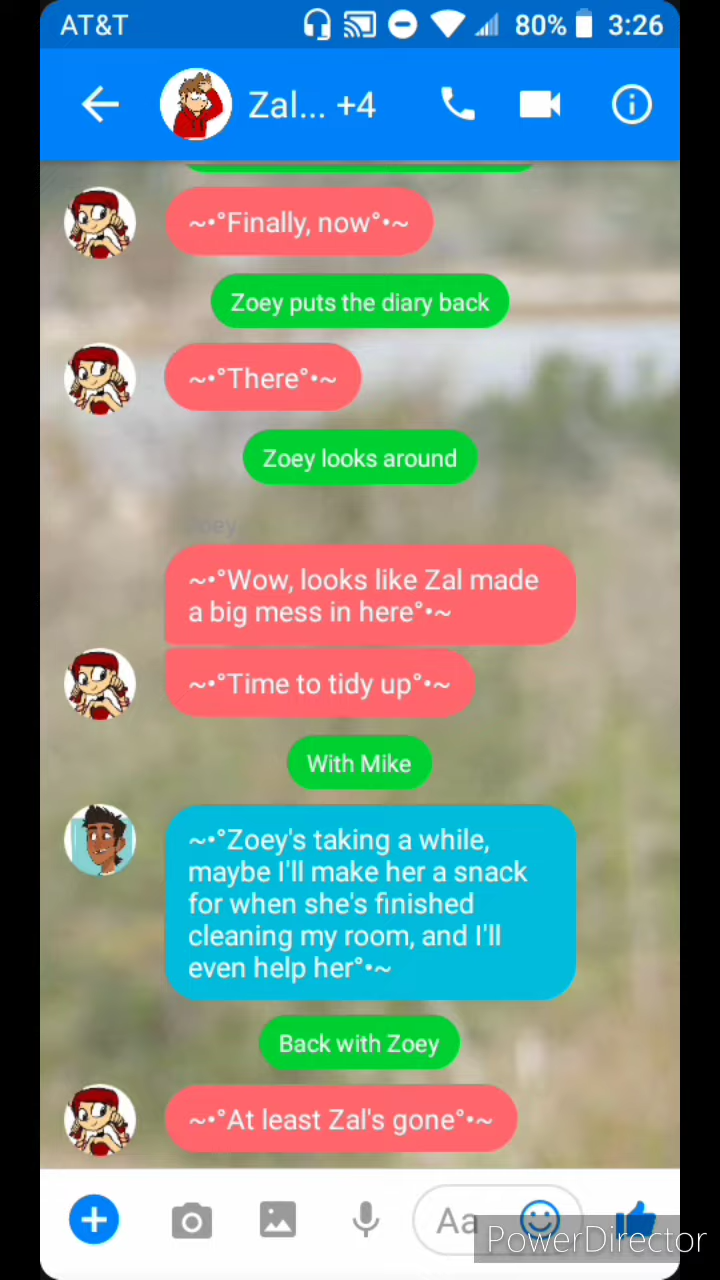 AT&T 80% 3:26
Zal... +4
~•°Finally, now°•~
Zoey puts the diary back
~•°There°•~
Zoey looks around
Zoey
~•°Wow, looks like Zal made
a big mess in here°•~
~•°Time to tidy up°•~
With Mike
~•°Zoey's taking a while,
maybe I'll make her a snack
for when she's finished
cleaning my room, and I'll
even help her°•~
Back with Zoey
~•°At least Zal's gone°•~
Aa
PowerDirector